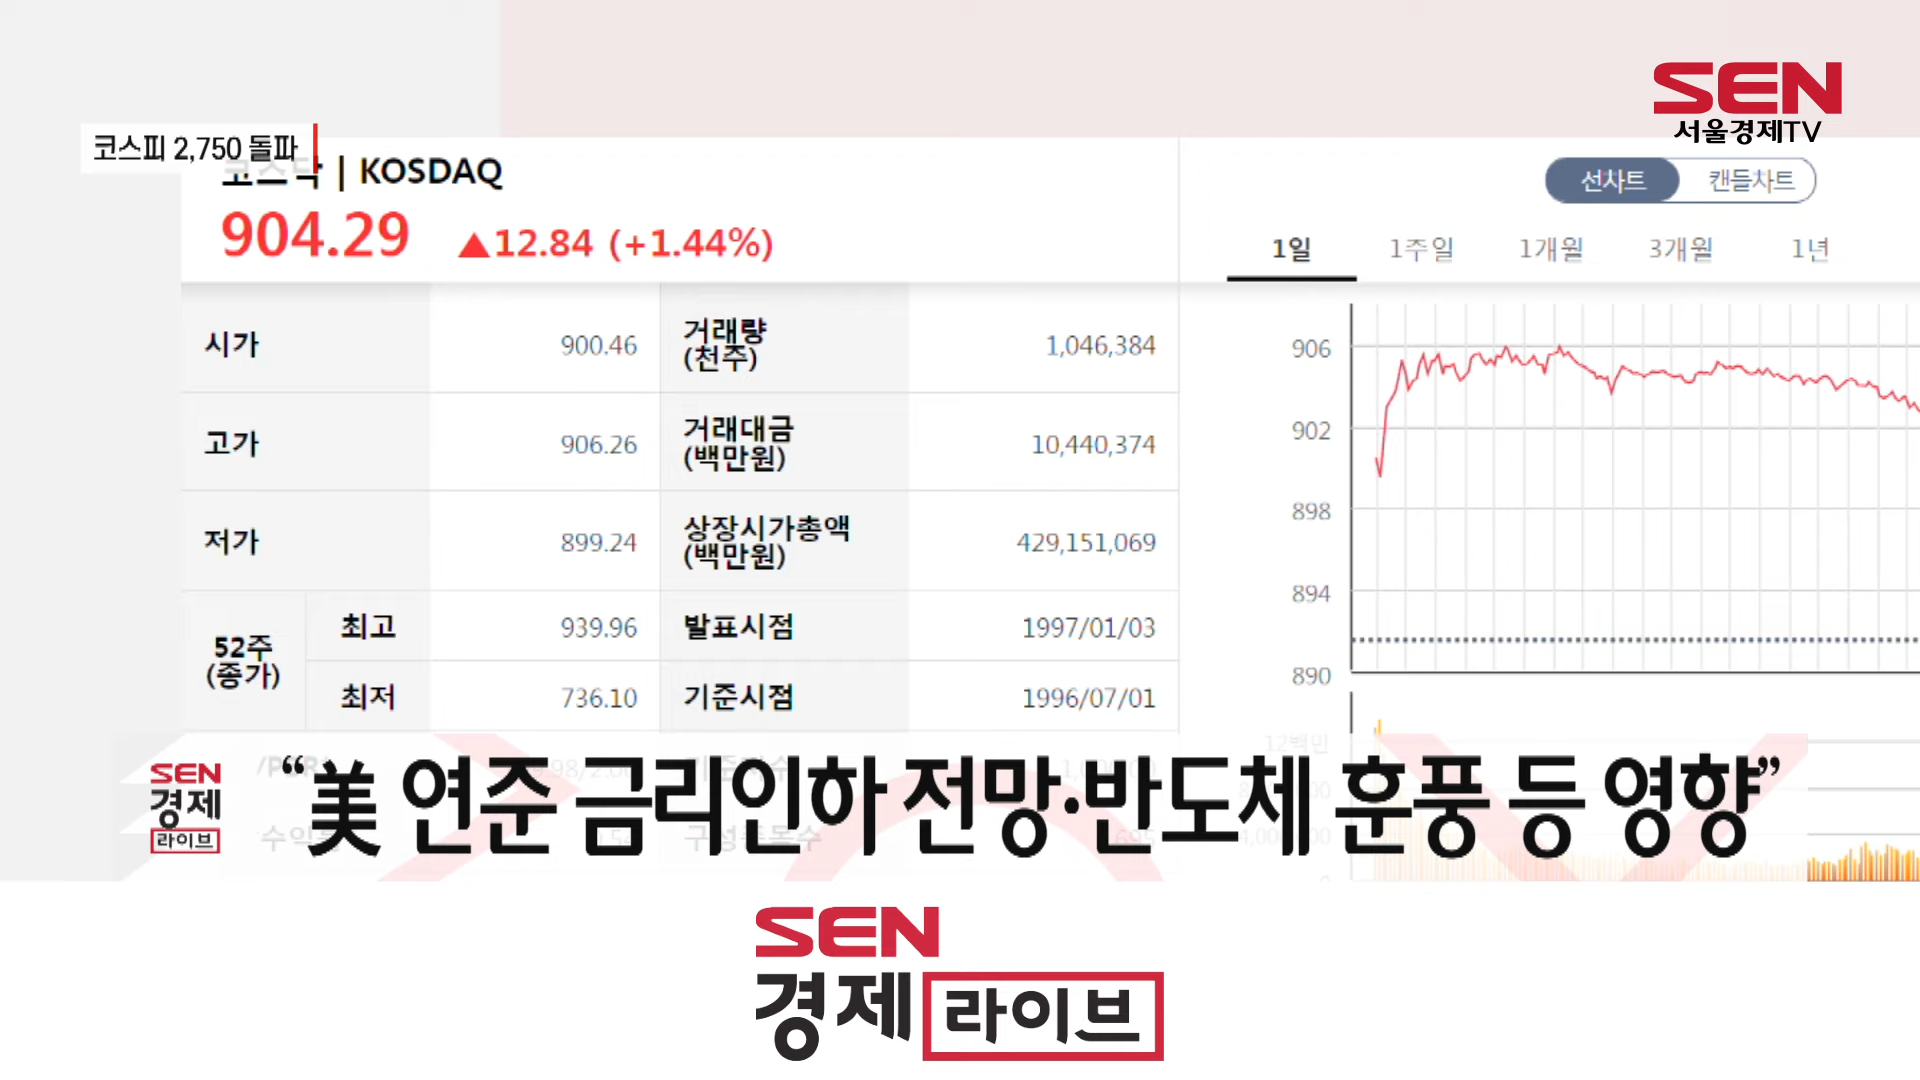 SEN
서울경제TV
코스피 2,750 돌파
코스닥 | KOSDAQ
904.29 ▲12.84 (+1.44%)
선차트 캔들차트
1일 1주일 1개월 3개월 1년
시가 900.46 거래량 (천주) 1,046,384
고가 906.26 거래대금 (백만원) 10,440,374
저가 899.24 상장시가총액 (백만원) 429,151,069
52주 (종가) 최고 939.96 발표시점 1997/01/03
최저 736.10 기준시점 1996/07/01
906
902
898
894
890
12백만
SEN
경제
라이브
“美 연준 금리인하 전망·반도체 훈풍 등 영향”
SEN
경제 라이브